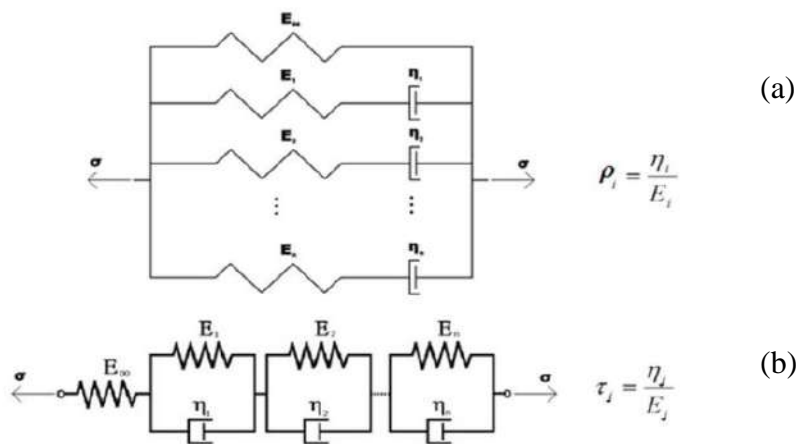 E∞
E₁ η₁
(a)
E₂ η₂
σ σ
ρᵢ = ηᵢ / Eᵢ
⋮ ⋮
Eₙ ηₙ
E₁ E₂ Eₙ
E∞
(b)
σ σ
τⱼ = ηⱼ / Eⱼ
η₁ η₂ ηₙ